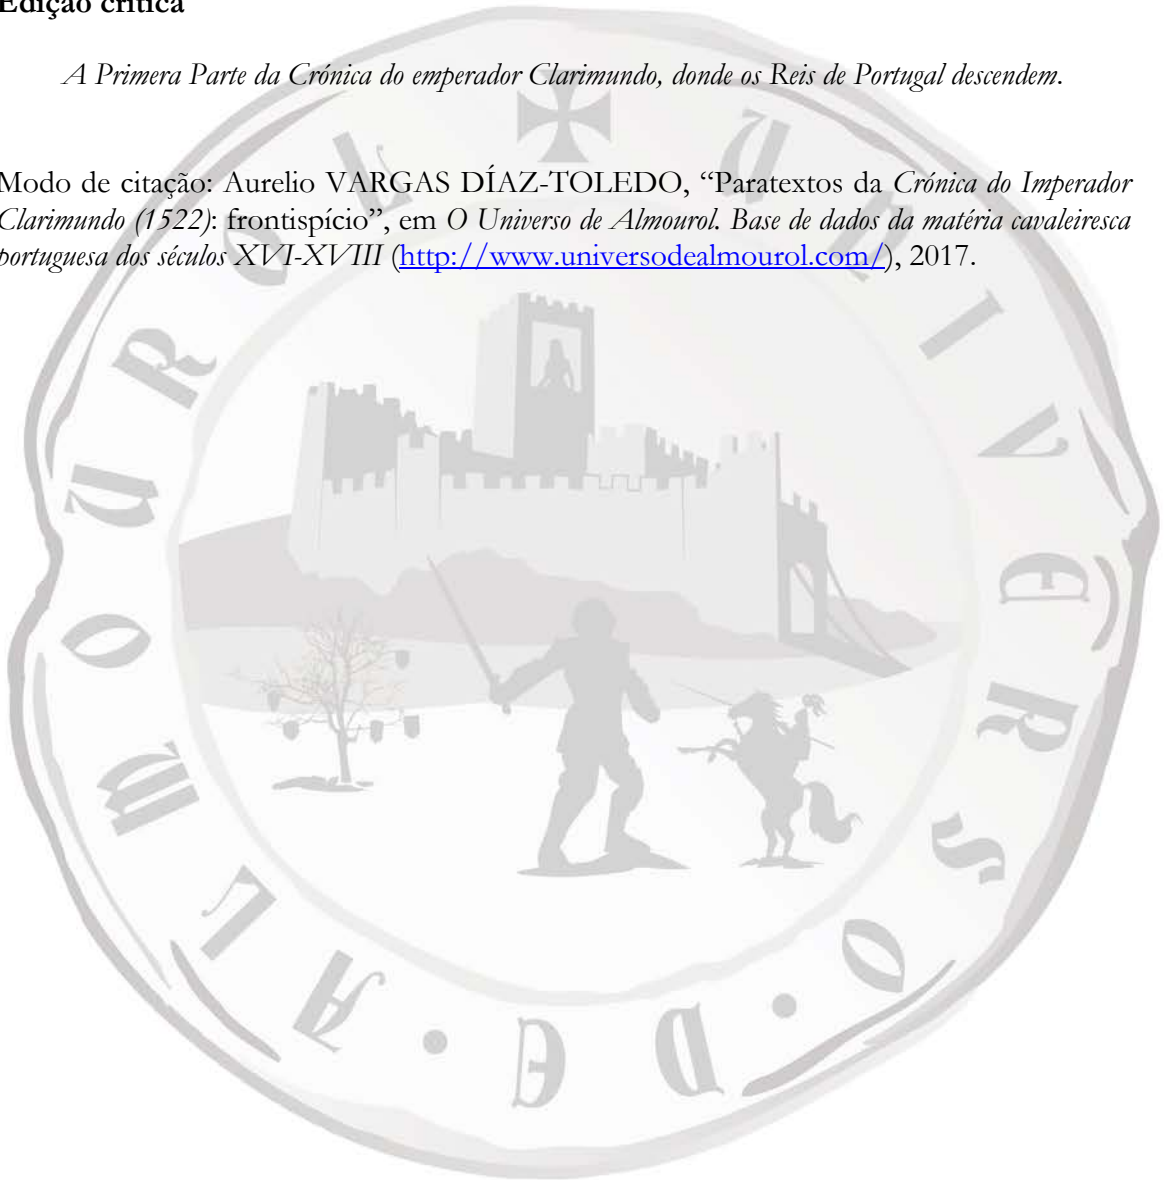 Edição crítica
A Primera Parte da Crónica do emperador Clarimundo, donde os Reis de Portugal descendem.
Modo de citação: Aurelio VARGAS DÍAZ-TOLEDO, “Paratextos da Crónica do Imperador
Clarimundo (1522): frontispício”, em O Universo de Almourol. Base de dados da matéria cavaleiresca
portuguesa dos séculos XVI-XVIII (http://www.universodealmourol.com/), 2017.
UNIVERSO · DE · ALMOUROL